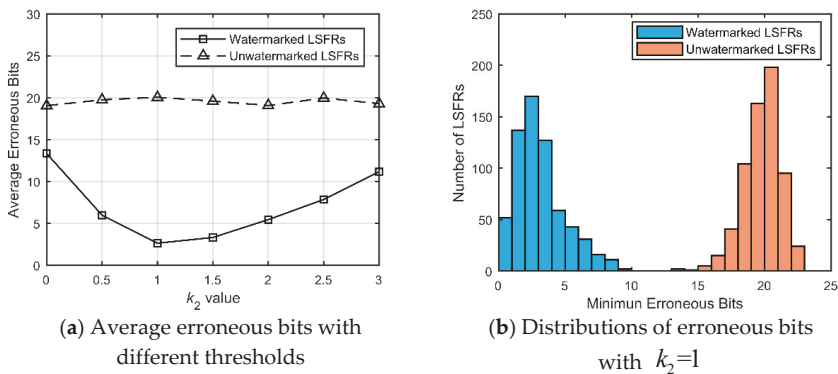 30
25
20
15
10
5
0
Average Erroneous Bits
Watermarked LSFRs
Unwatermarked LSFRs
0 0.5 1 1.5 2 2.5 3
k2 value
(a) Average erroneous bits with
different thresholds
250
200
150
100
50
0
Number of LSFRs
Watermarked LSFRs
Unwatermarked LSFRs
0 5 10 15 20 25
Minimun Erroneous Bits
(b) Distributions of erroneous bits
with k2=1